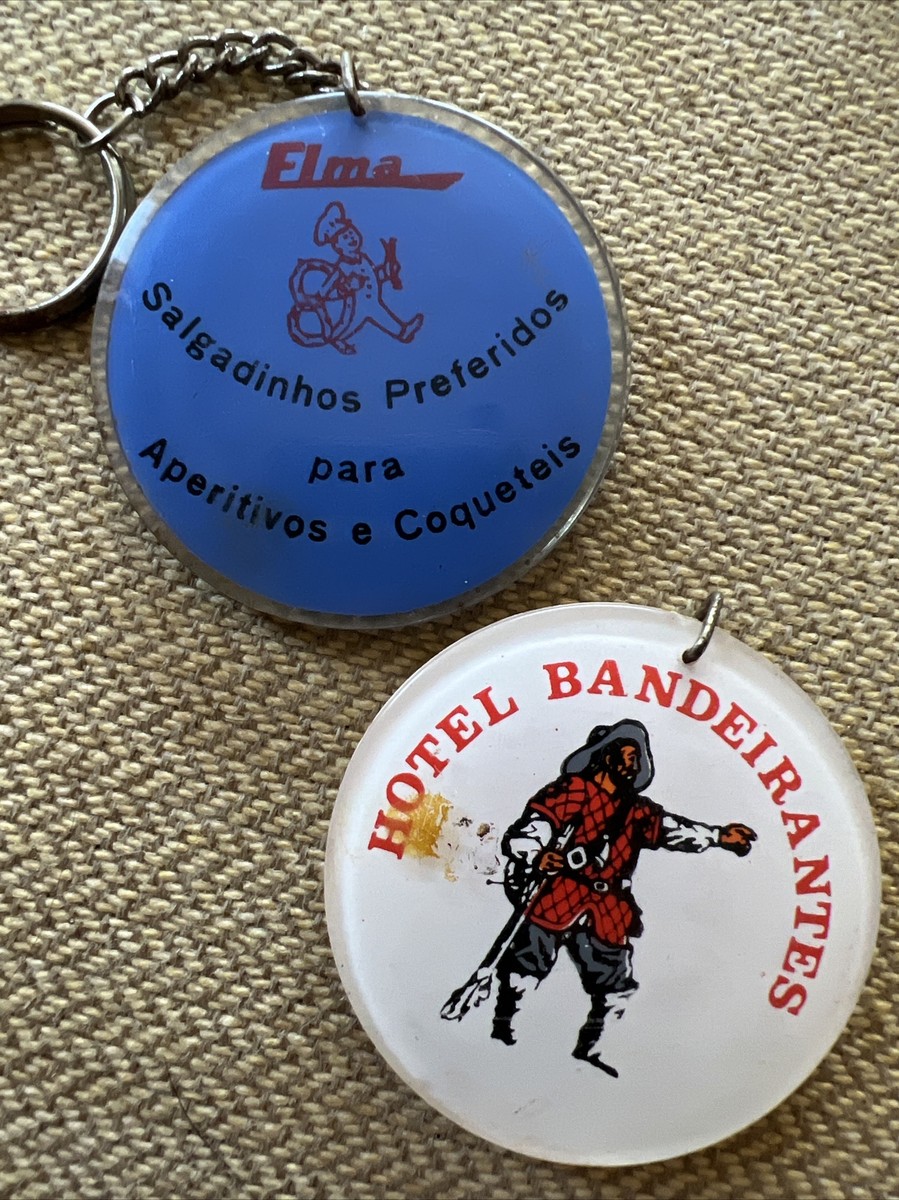 Elma
Salgadinhos Preferidos
para
Aperitivos e Coqueteis
HOTEL BANDEIRANTES